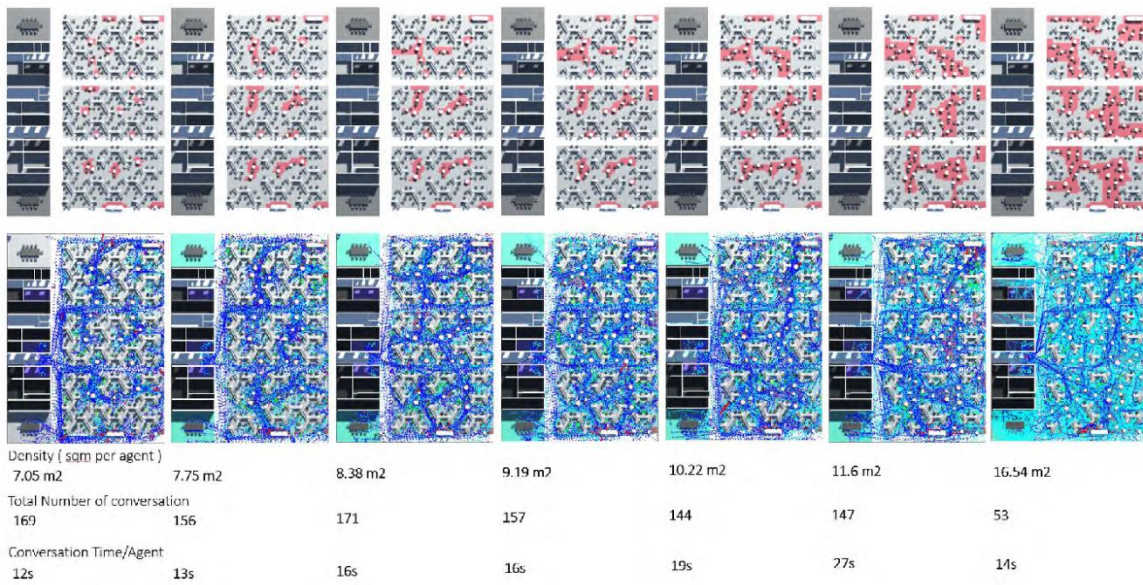 Density ( sqm per agent )
7.05 m2 7.75 m2 8.38 m2 9.19 m2 10.22 m2 11.6 m2 16.54 m2
Total Number of conversation
169 156 171 157 144 147 53
Conversation Time/Agent
12s 13s 16s 16s 19s 27s 14s